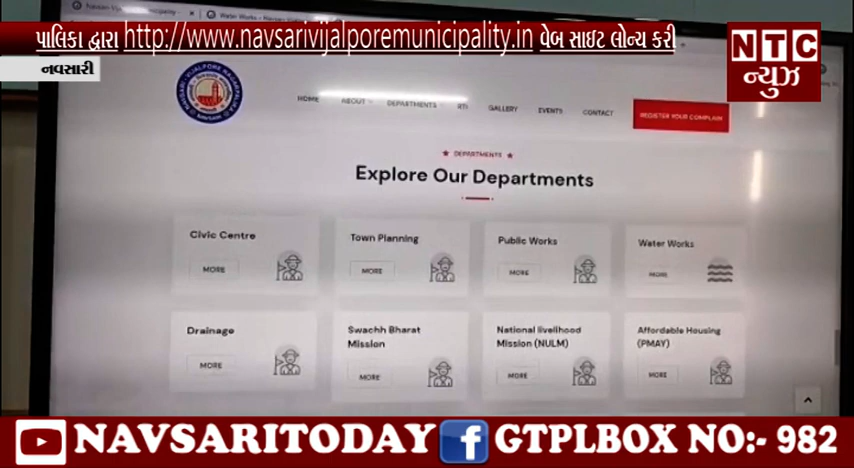 પાલિકા દ્વારા http://www.navsarivijalporemunicipality.in વેબ સાઇટ લોન્ચ કરી
NTC
ન્યુઝ
નવસારી
HOME ABOUT DEPARTMENTS RTI GALLERY EVENTS CONTACT REGISTER YOUR COMPLAIN
★ DEPARTMENTS ★
Explore Our Departments
Civic Centre Town Planning Public Works Water Works
MORE MORE MORE MORE
Drainage Swachh Bharat Mission National livelihood Mission (NULM) Affordable Housing (PMAY)
MORE MORE MORE MORE
NAVSARITODAY f GTPLBOX NO:- 982